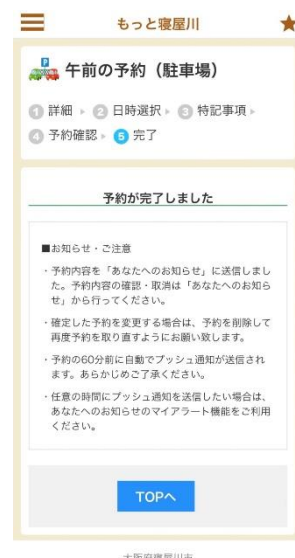 もっと寝屋川
午前の予約（駐車場）
1 詳細 ▸ 2 日時選択 ▸ 3 特記事項 ▸
4 予約確認 ▸ 5 完了
予約が完了しました
■お知らせ・ご注意
・予約内容を「あなたへのお知らせ」に送信しまし
た。予約内容の確認・取消は「あなたへのお知ら
せ」から行ってください。
・確定した予約を変更する場合は、予約を削除して
再度予約を取り直すようにお願い致します。
・予約の60分前に自動でプッシュ通知が送信され
ます。あらかじめご了承ください。
・任意の時間にプッシュ通知を送信したい場合は、
あなたへのお知らせのマイアラート機能をご利用
ください。
TOPへ
大阪府寝屋川市